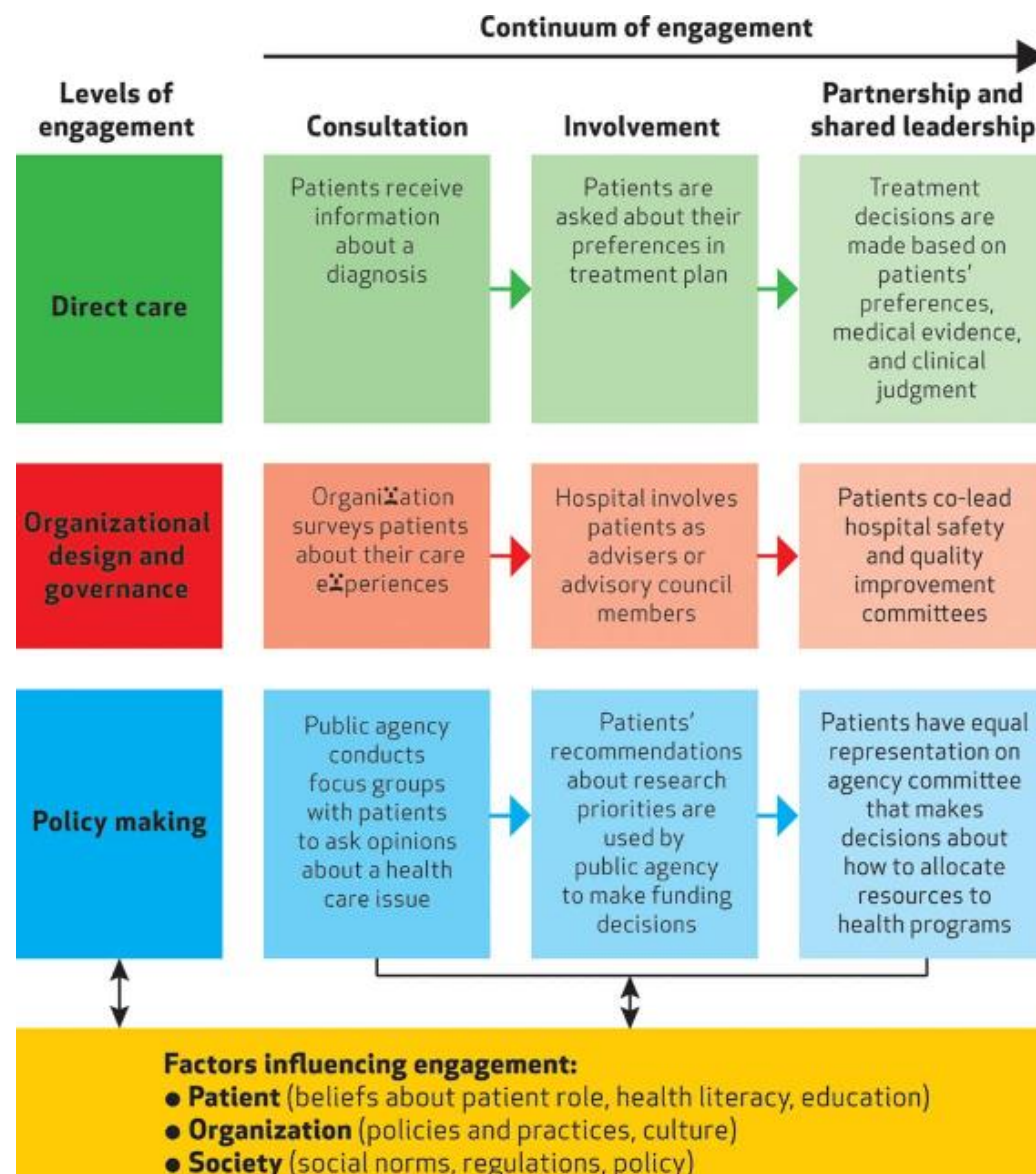 Continuum of engagement
Levels of
engagement
Consultation
Involvement
Partnership and
shared leadership
Direct care
Patients receive
information
about a
diagnosis
Patients are
asked about their
preferences in
treatment plan
Treatment
decisions are
made based on
patients'
preferences,
medical evidence,
and clinical
judgment
Organizational
design and
governance
surveys patients
about their care
Hospital involves
patients as
advisers or
advisory council
members
Patients co-lead
hospital safety
and quality
improvement
committees
Policy making
Public agency
conducts
focus groups
with patients
to ask opinions
about a health
care issue
Patients'
recommendations
about research
priorities are
used by
public agency
to make funding
decisions
Patients have equal
representation on
agency committee
that makes
decisions about
how to allocate
resources to
health programs
Factors influencing engagement:
● Patient (beliefs about patient role, health literacy, education)
● Organization (policies and practices, culture)
● Society (social norms, regulations, policy)